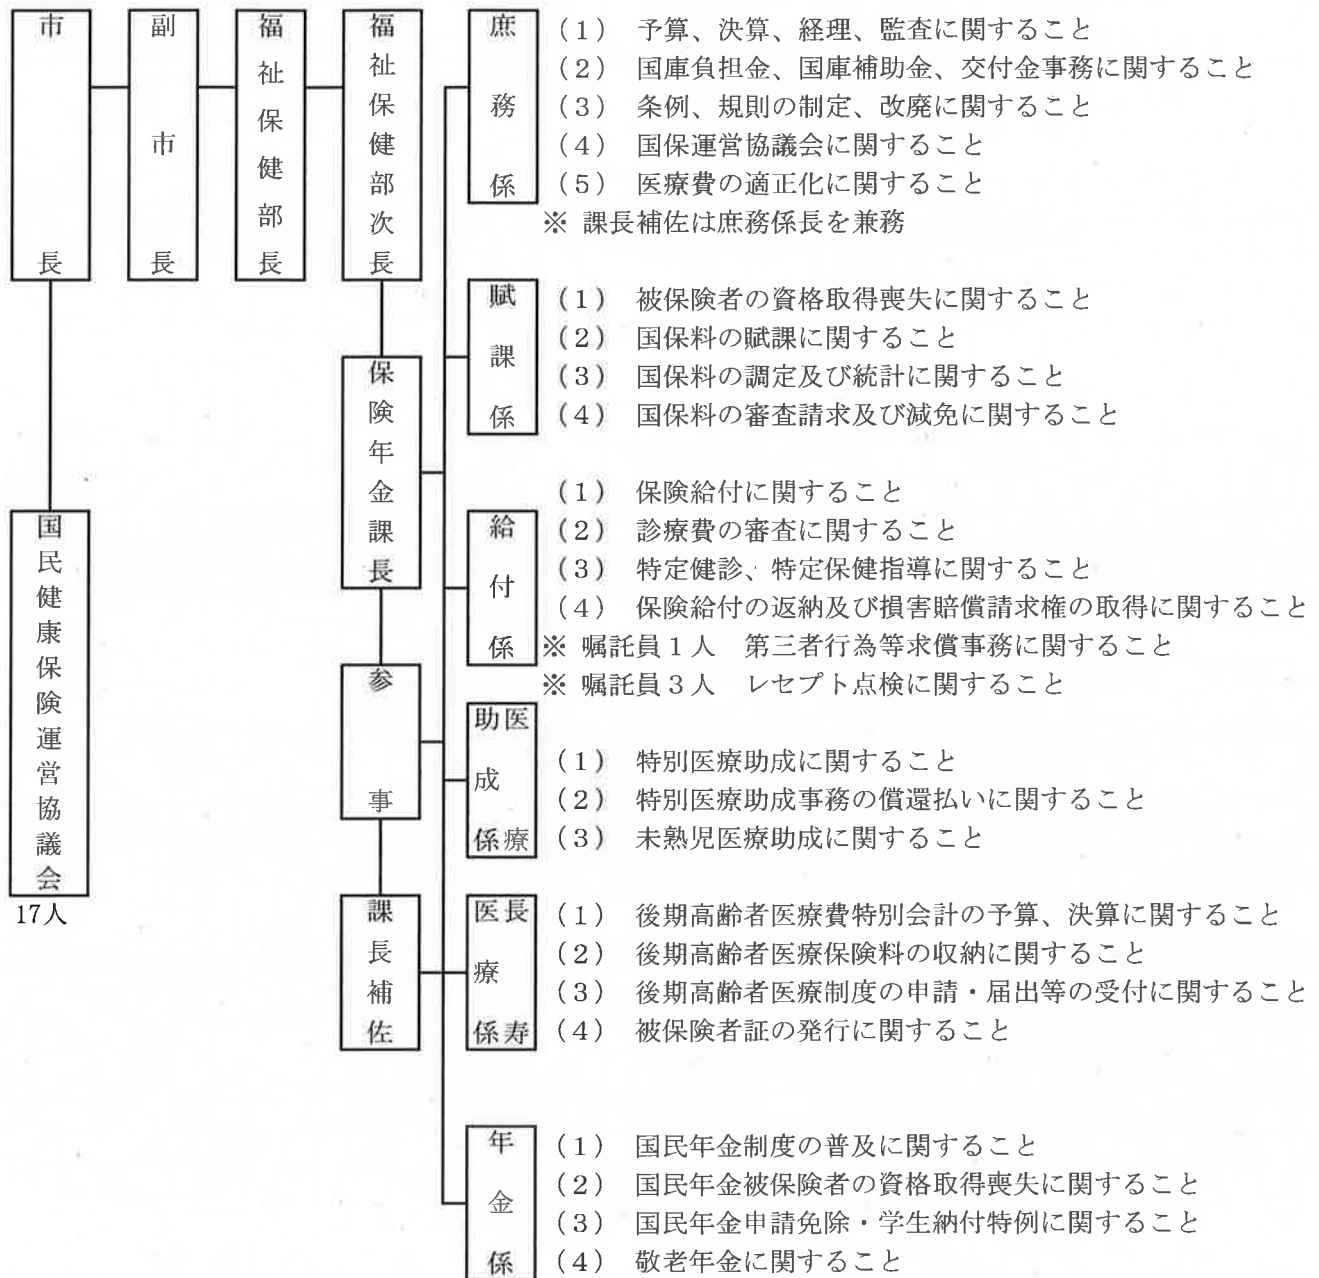 市長
副市長
福祉保健部長
福祉保健部次長
庶務係
(1) 予算、決算、経理、監査に関すること
(2) 国庫負担金、国庫補助金、交付金事務に関すること
(3) 条例、規則の制定、改廃に関すること
(4) 国保運営協議会に関すること
(5) 医療費の適正化に関すること
※ 課長補佐は庶務係長を兼務
賦課係
(1) 被保険者の資格取得喪失に関すること
(2) 国保料の賦課に関すること
(3) 国保料の調定及び統計に関すること
(4) 国保料の審査請求及び減免に関すること
保険年金課長
給付係
(1) 保険給付に関すること
(2) 診療費の審査に関すること
(3) 特定健診、特定保健指導に関すること
(4) 保険給付の返納及び損害賠償請求権の取得に関すること
※ 嘱託員1人 第三者行為等求償事務に関すること
※ 嘱託員3人 レセプト点検に関すること
国民健康保険運営協議会
17人
参事
医療助成係
(1) 特別医療助成に関すること
(2) 特別医療助成事務の償還払いに関すること
(3) 未熟児医療助成に関すること
課長補佐
長寿医療係
(1) 後期高齢者医療費特別会計の予算、決算に関すること
(2) 後期高齢者医療保険料の収納に関すること
(3) 後期高齢者医療制度の申請・届出等の受付に関すること
(4) 被保険者証の発行に関すること
年金係
(1) 国民年金制度の普及に関すること
(2) 国民年金被保険者の資格取得喪失に関すること
(3) 国民年金申請免除・学生納付特例に関すること
(4) 敬老年金に関すること